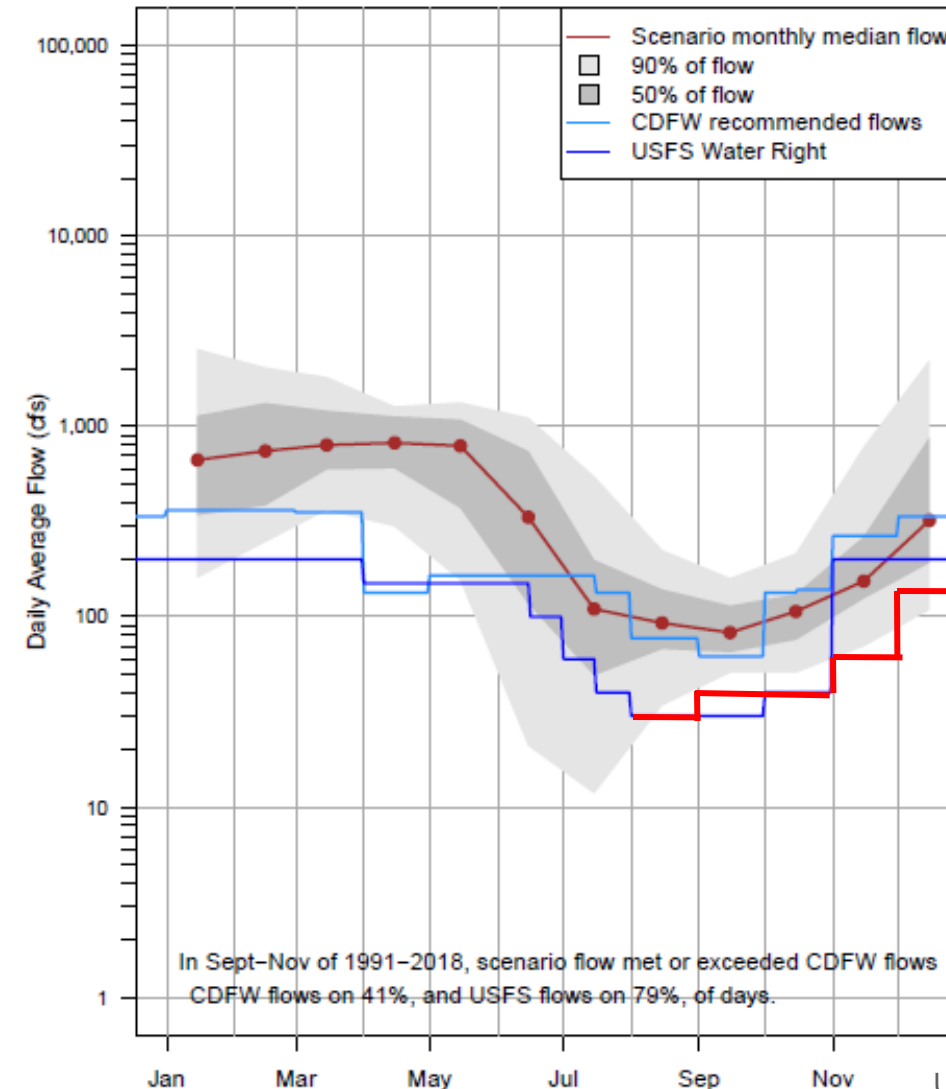 Scenario monthly median flow
90% of flow
50% of flow
CDFW recommended flows
USFS Water Right
Daily Average Flow (cfs)
100,000
10,000
1,000
100
10
1
In Sept–Nov of 1991–2018, scenario flow met or exceeded CDFW flows
CDFW flows on 41%, and USFS flows on 79%, of days.
Jan Mar May Jul Sep Nov